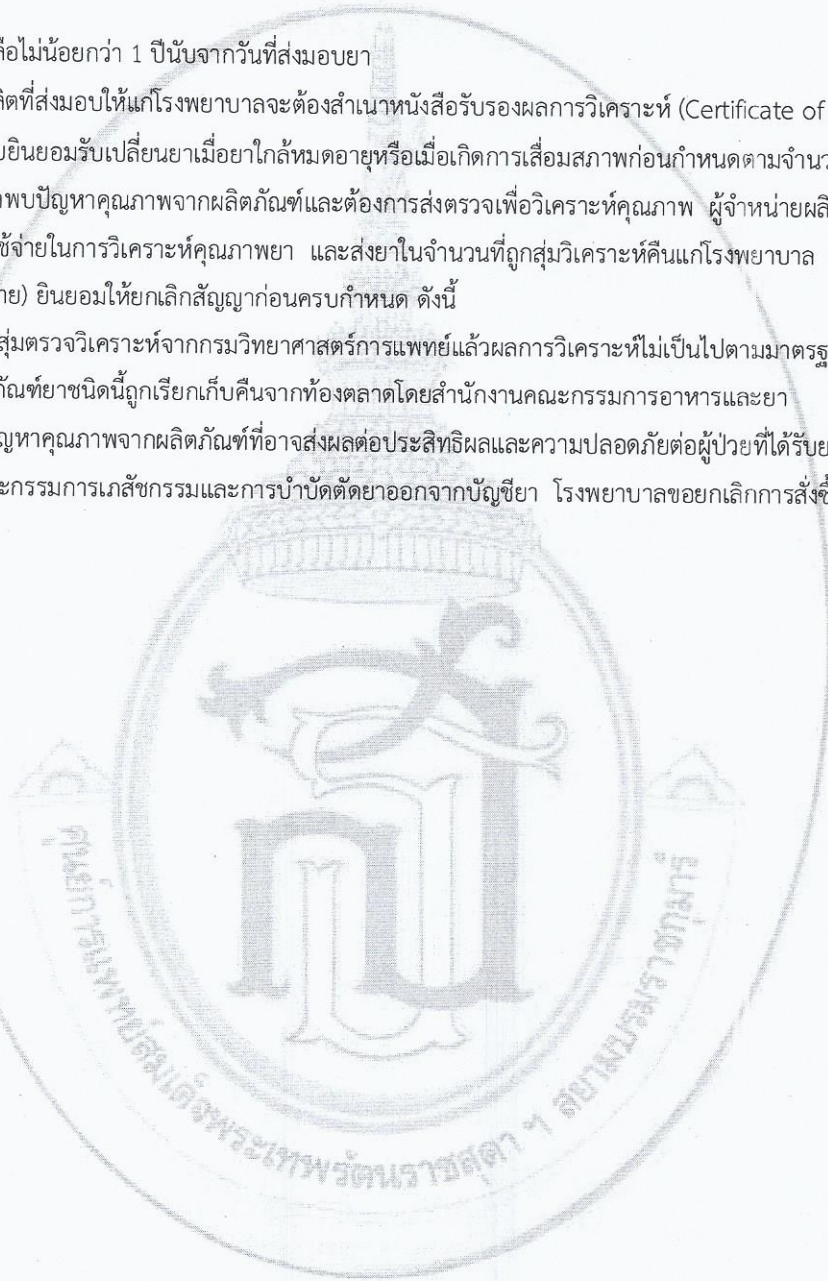 ลือไม่น้อยกว่า 1 ปีนับจากวันที่ส่งมอบยา
ลิตที่ส่งมอบให้แก่โรงพยาบาลจะต้องสำเนาหนังสือรับรองผลการวิเคราะห์ (Certificate of
ยินยอมรับเปลี่ยนยาเมื่อยาใกล้หมดอายุหรือเมื่อเกิดการเสื่อมสภาพก่อนกำหนดตามจำนว
พบปัญหาคุณภาพจากผลิตภัณฑ์และต้องการส่งตรวจเพื่อวิเคราะห์คุณภาพ ผู้จำหน่ายผลิ
ช้จ่ายในการวิเคราะห์คุณภาพยา และส่งยาในจำนวนที่ถูกสุ่มวิเคราะห์คืนแก่โรงพยาบาล
าย) ยินยอมให้ยกเลิกสัญญาก่อนครบกำหนด ดังนี้
สุ่มตรวจวิเคราะห์จากกรมวิทยาศาสตร์การแพทย์แล้วผลการวิเคราะห์ไม่เป็นไปตามมาตรฐ
ภัณฑ์ยาชนิดนี้ถูกเรียกเก็บคืนจากท้องตลาดโดยสำนักงานคณะกรรมการอาหารและยา
ญหาคุณภาพจากผลิตภัณฑ์ที่อาจส่งผลต่อประสิทธิผลและความปลอดภัยต่อผู้ป่วยที่ได้รับย
ะกรรมการเภสัชกรรมและการบำบัดตัดยาออกจากบัญชียา โรงพยาบาลขอยกเลิกการสั่งซื้
ศูนย์การแพทย์สมเด็จพระเทพรัตนราชสุดา ฯ สยามบรมราชกุมารี